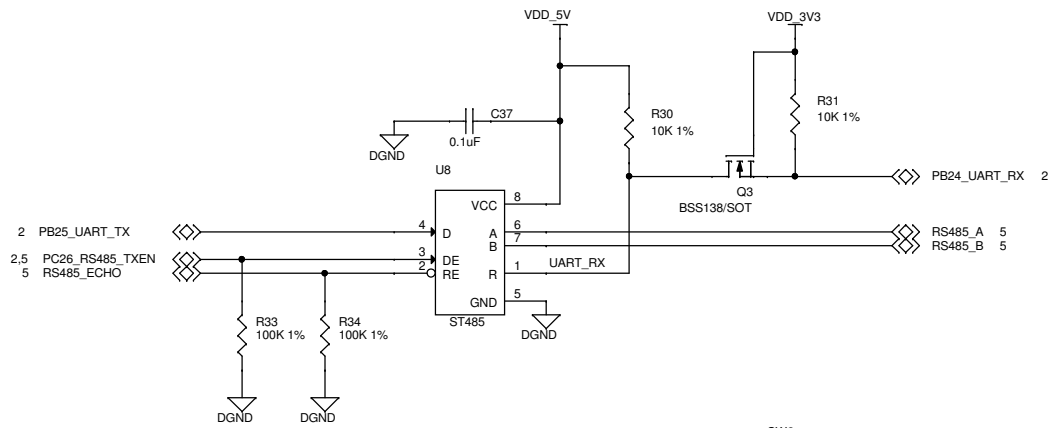 VDD_5V
VDD_3V3
C37
0.1uF
DGND
R30
10K 1%
R31
10K 1%
U8
Q3
BSS138/SOT
PB24_UART_RX 2
VCC 8
2 PB25_UART_TX 4 D
A 6 RS485_A 5
B 7 RS485_B 5
2,5 PC26_RS485_TXEN 3 DE
5 RS485_ECHO 2 RE
R 1 UART_RX
GND 5
ST485
DGND
R33
100K 1%
R34
100K 1%
DGND
DGND